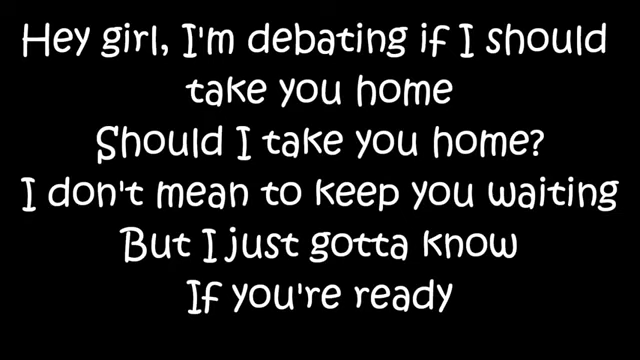 Hey girl, I'm debating if I should
take you home
Should I take you home?
I don't mean to keep you waiting
But I just gotta know
If you're ready